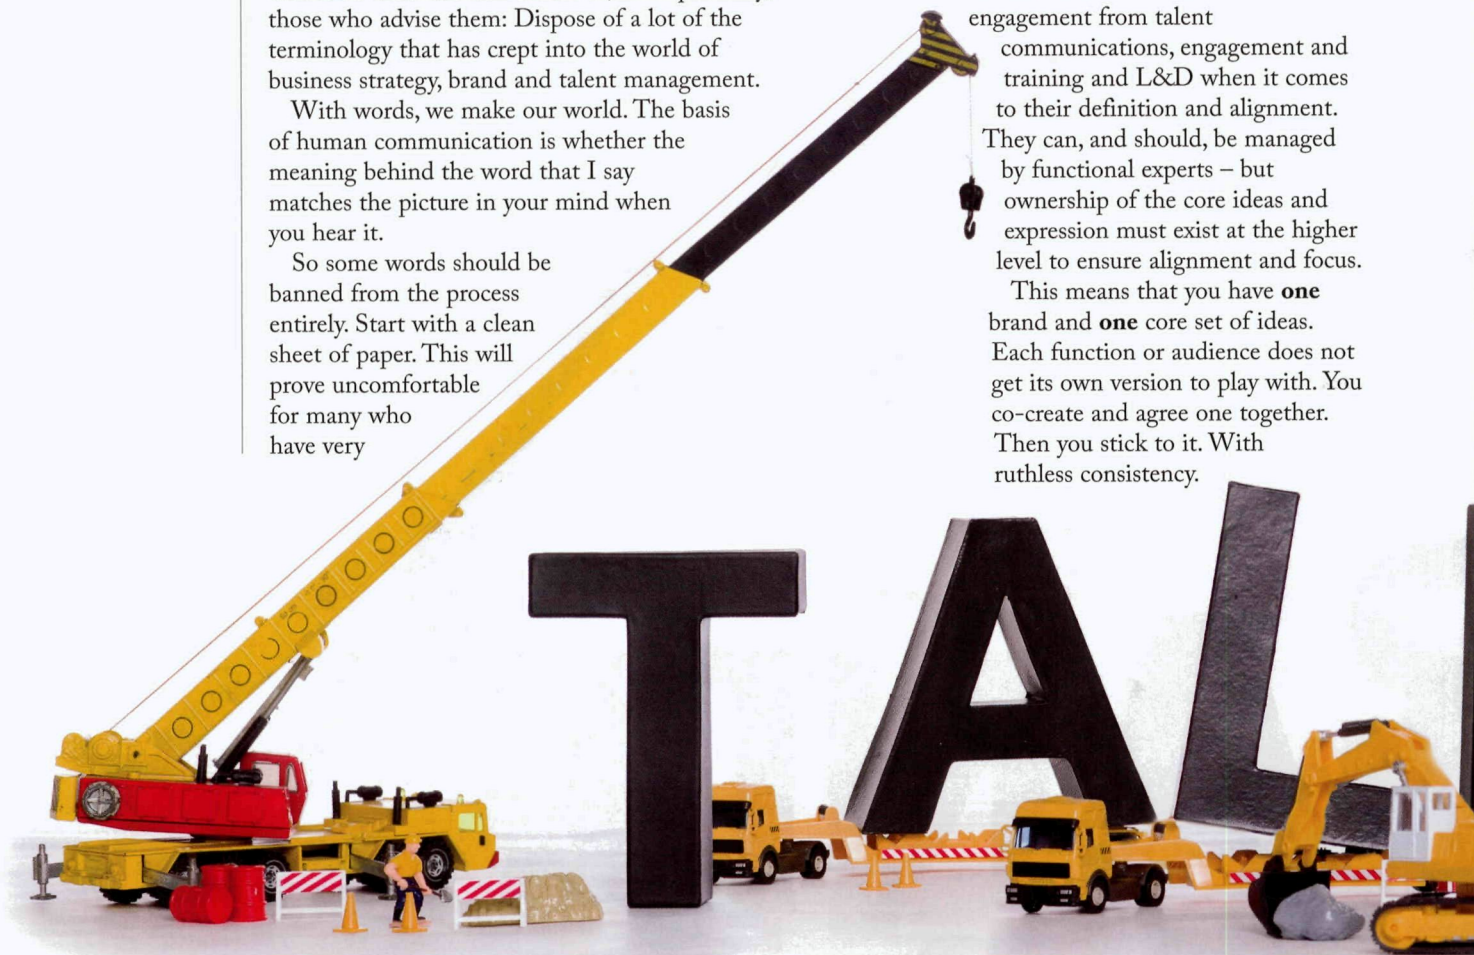 those who advise them: Dispose of a lot of the
terminology that has crept into the world of
business strategy, brand and talent management.
With words, we make our world. The basis
of human communication is whether the
meaning behind the word that I say
matches the picture in your mind when
you hear it.
So some words should be
banned from the process
entirely. Start with a clean
sheet of paper. This will
prove uncomfortable
for many who
have very
engagement from talent
communications, engagement and
training and L&D when it comes
to their definition and alignment.
They can, and should, be managed
by functional experts – but
ownership of the core ideas and
expression must exist at the higher
level to ensure alignment and focus.
This means that you have one
brand and one core set of ideas.
Each function or audience does not
get its own version to play with. You
co-create and agree one together.
Then you stick to it. With
ruthless consistency.
TAL